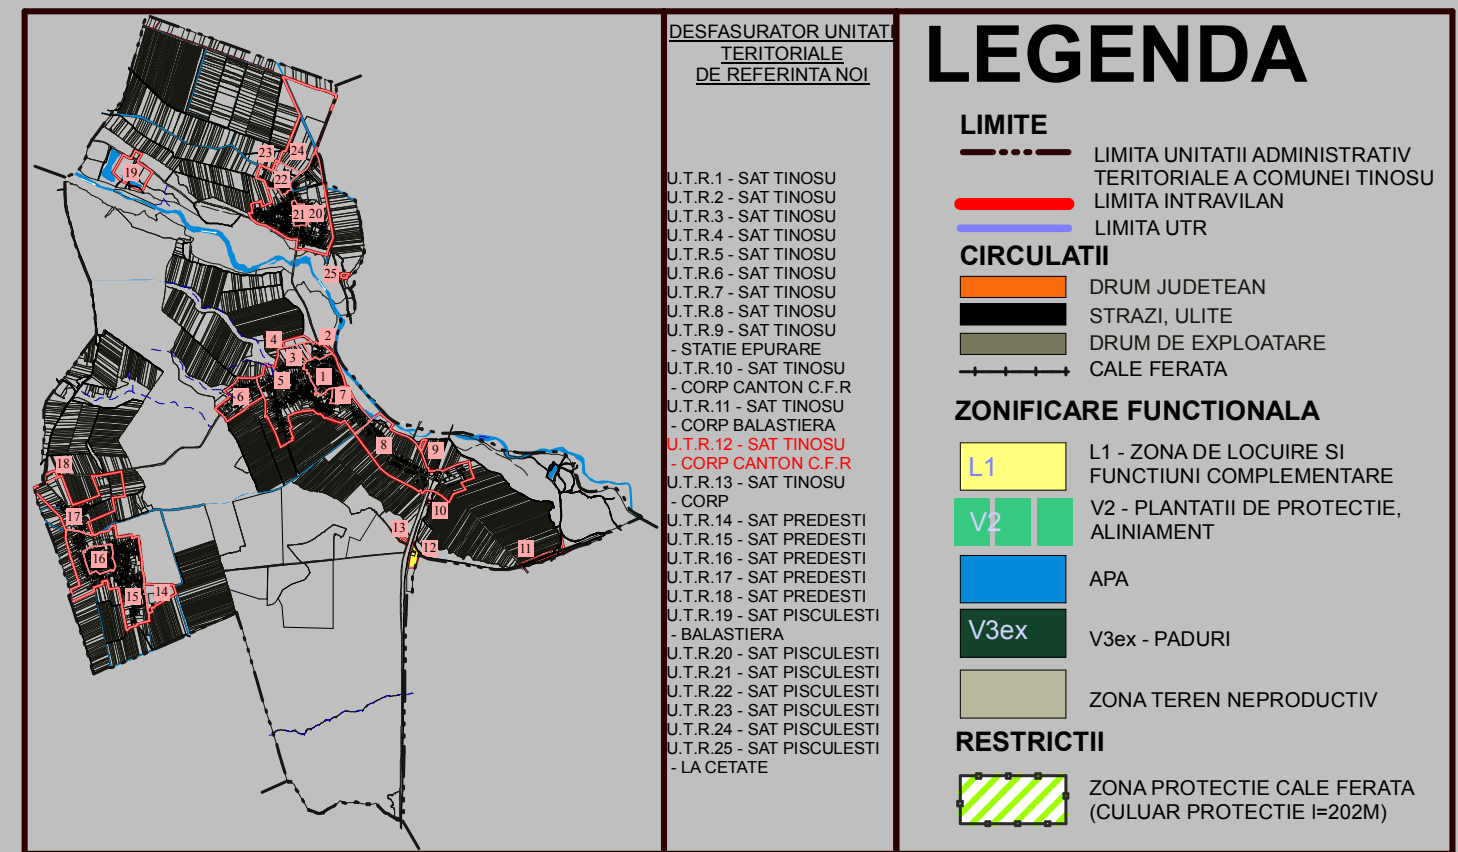 DESFASURATOR UNITATI
TERITORIALE
DE REFERINTA NOI
U.T.R.1 - SAT TINOSU
U.T.R.2 - SAT TINOSU
U.T.R.3 - SAT TINOSU
U.T.R.4 - SAT TINOSU
U.T.R.5 - SAT TINOSU
U.T.R.6 - SAT TINOSU
U.T.R.7 - SAT TINOSU
U.T.R.8 - SAT TINOSU
U.T.R.9 - SAT TINOSU
- STATIE EPURARE
U.T.R.10 - SAT TINOSU
- CORP CANTON C.F.R
U.T.R.11 - SAT TINOSU
- CORP BALASTIERA
U.T.R.12 - SAT TINOSU
- CORP CANTON C.F.R
U.T.R.13 - SAT TINOSU
- CORP
U.T.R.14 - SAT PREDESTI
U.T.R.15 - SAT PREDESTI
U.T.R.16 - SAT PREDESTI
U.T.R.17 - SAT PREDESTI
U.T.R.18 - SAT PREDESTI
U.T.R.19 - SAT PISCULESTI
- BALASTIERA
U.T.R.20 - SAT PISCULESTI
U.T.R.21 - SAT PISCULESTI
U.T.R.22 - SAT PISCULESTI
U.T.R.23 - SAT PISCULESTI
U.T.R.24 - SAT PISCULESTI
U.T.R.25 - SAT PISCULESTI
- LA CETATE
LEGENDA
LIMITE
LIMITA UNITATII ADMINISTRATIV
TERITORIALE A COMUNEI TINOSU
LIMITA INTRAVILAN
LIMITA UTR
CIRCULATII
DRUM JUDETEAN
STRAZI, ULITE
DRUM DE EXPLOATARE
CALE FERATA
ZONIFICARE FUNCTIONALA
L1
L1 - ZONA DE LOCUIRE SI
FUNCTIUNI COMPLEMENTARE
V2
V2 - PLANTATII DE PROTECTIE,
ALINIAMENT
APA
V3ex
V3ex - PADURI
ZONA TEREN NEPRODUCTIV
RESTRICTII
ZONA PROTECTIE CALE FERATA
(CULUAR PROTECTIE l=202M)
23
24
19
22
21
20
25
2
4
3
1
5
6
7
8
9
18
10
17
13
12
11
16
15
14